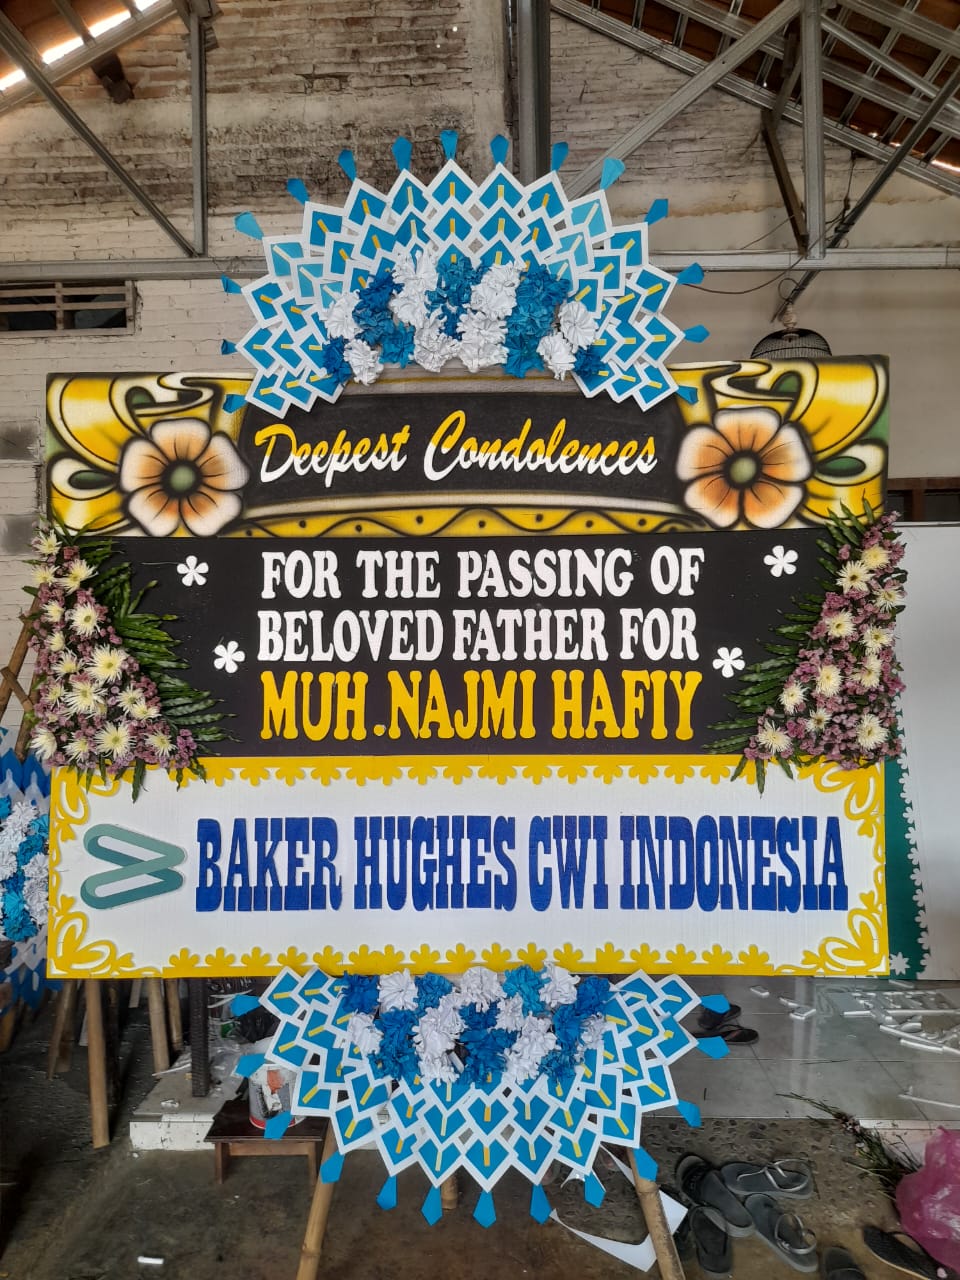 Deepest Condolences
FOR THE PASSING OF
BELOVED FATHER FOR
MUH.NAJMI HAFIY
BAKER HUGHES CWI INDONESIA